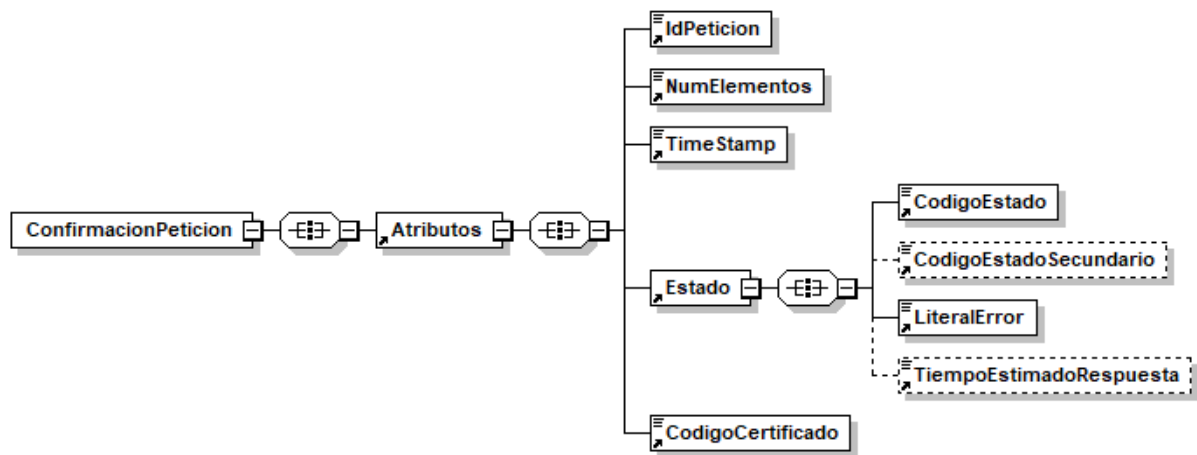 IdPeticion
NumElementos
TimeStamp
ConfirmacionPeticion
Atributos
Estado
CodigoEstado
CodigoEstadoSecundario
LiteralError
TiempoEstimadoRespuesta
CodigoCertificado